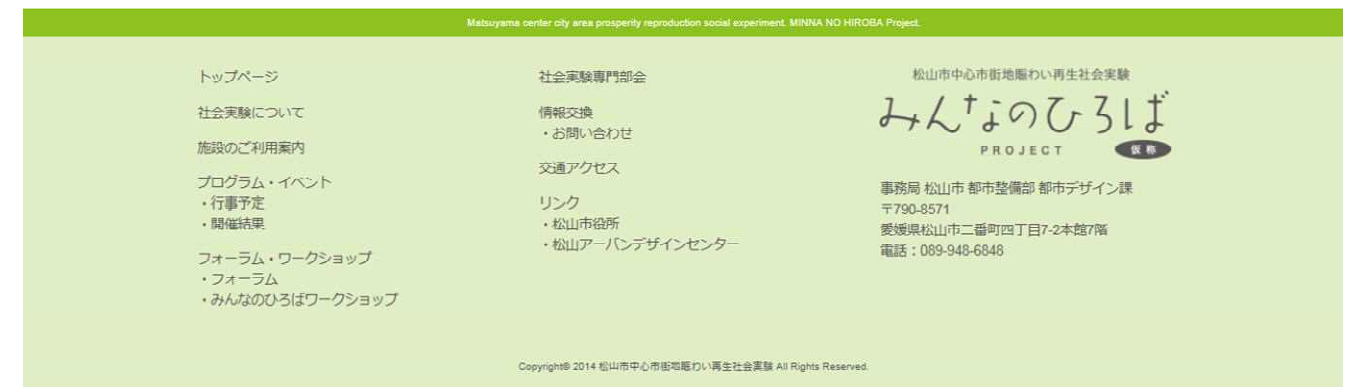 Matsuyama center city area prosperity reproduction social experiment. MINNA NO HIROBA Project.
トップページ
社会実験について
施設のご利用案内
プログラム・イベント
・行事予定
・開催結果
フォーラム・ワークショップ
・フォーラム
・みんなのひろばワークショップ
社会実験専門部会
情報交換
・お問い合わせ
交通アクセス
リンク
・松山市役所
・松山アーバンデザインセンター
松山市中心市街地賑わい再生社会実験
みんなのひろば
PROJECT 仮称
事務局 松山市 都市整備部 都市デザイン課
〒790-8571
愛媛県松山市二番町四丁目7-2本館7階
電話：089-948-6848
Copyright© 2014 松山市中心市街地賑わい再生社会実験 All Rights Reserved.